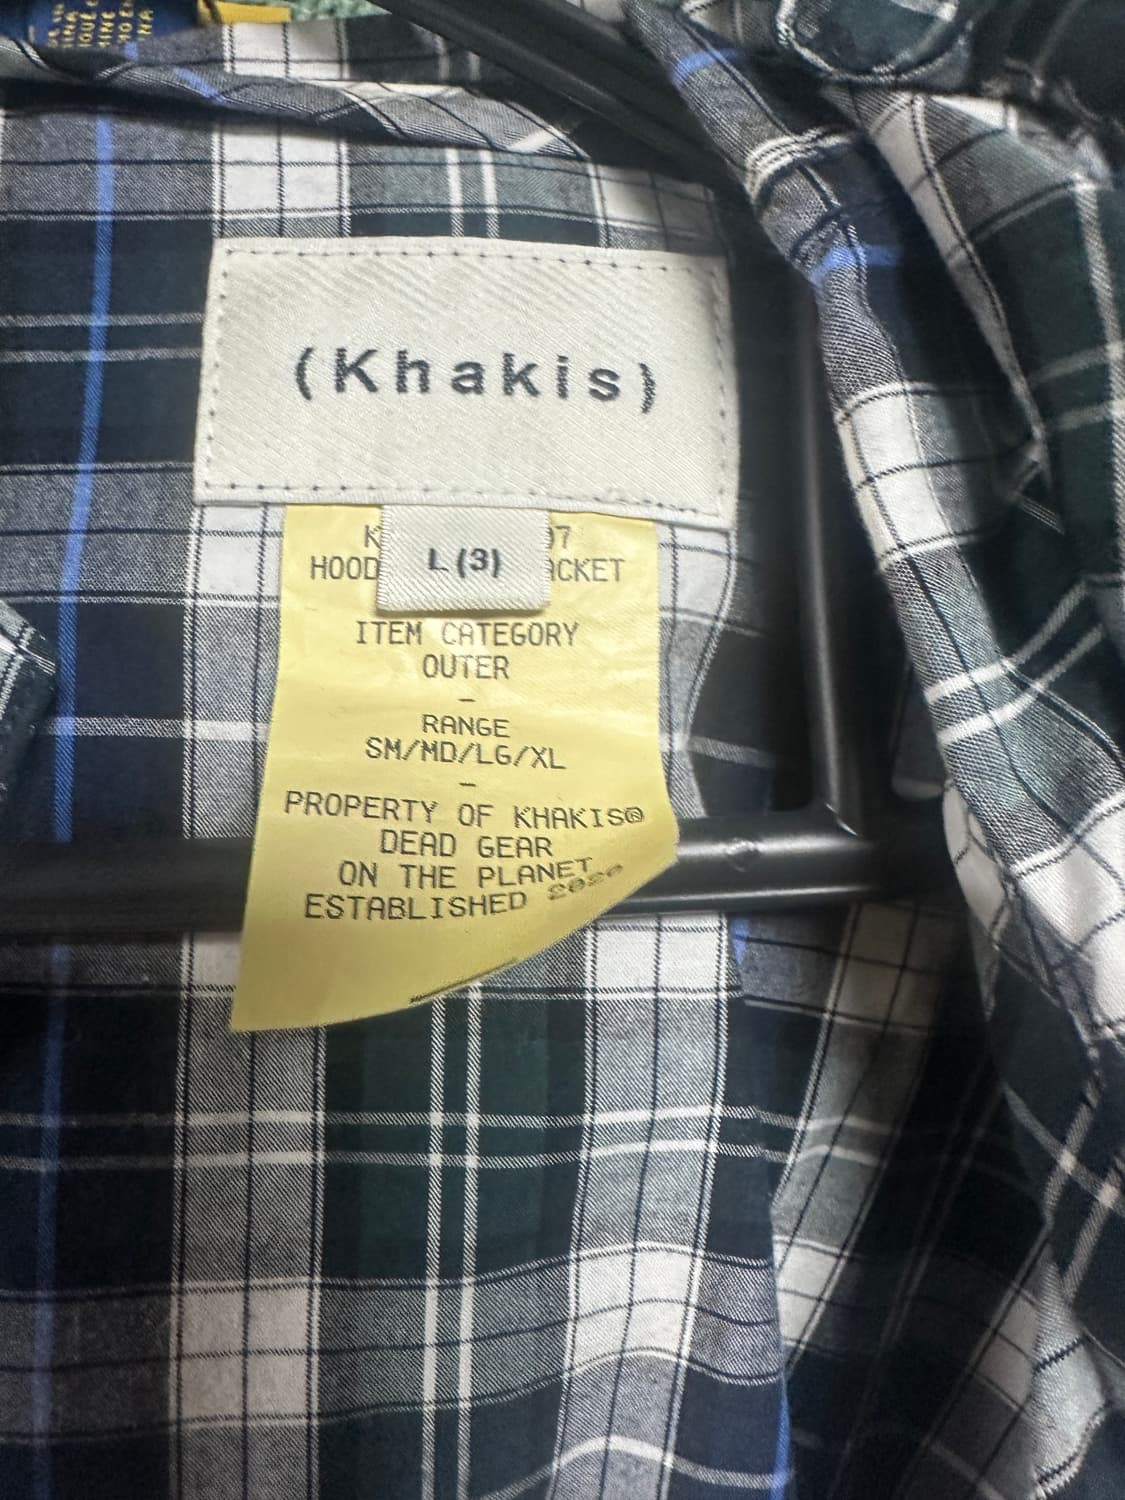 (Khakis)
L (3)
ITEM CATEGORY
OUTER
–
RANGE
SM/MD/LG/XL
–
PROPERTY OF KHAKIS®
DEAD GEAR
ON THE PLANET
ESTABLISHED 2020